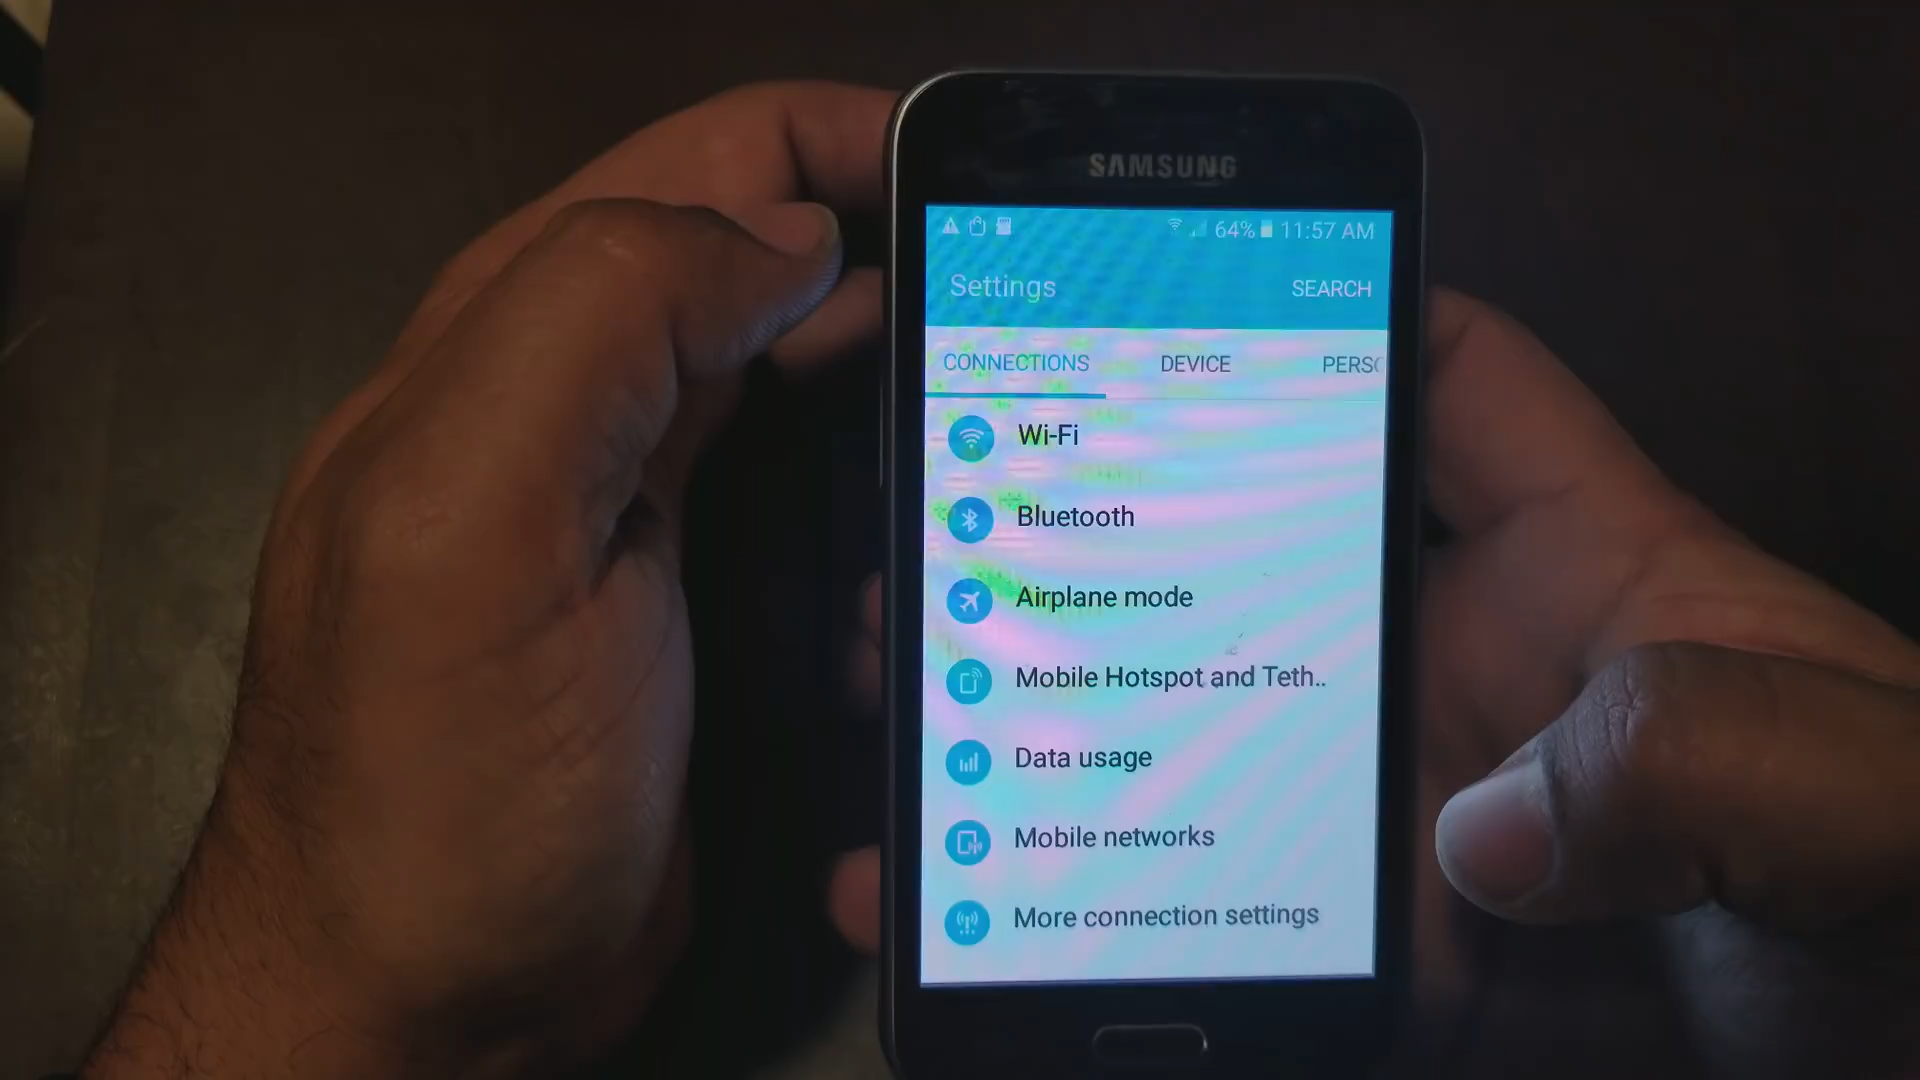 SAMSUNG
64% 11:57 AM
Settings SEARCH
CONNECTIONS DEVICE PERSO
Wi-Fi
Bluetooth
Airplane mode
Mobile Hotspot and Teth..
Data usage
Mobile networks
More connection settings